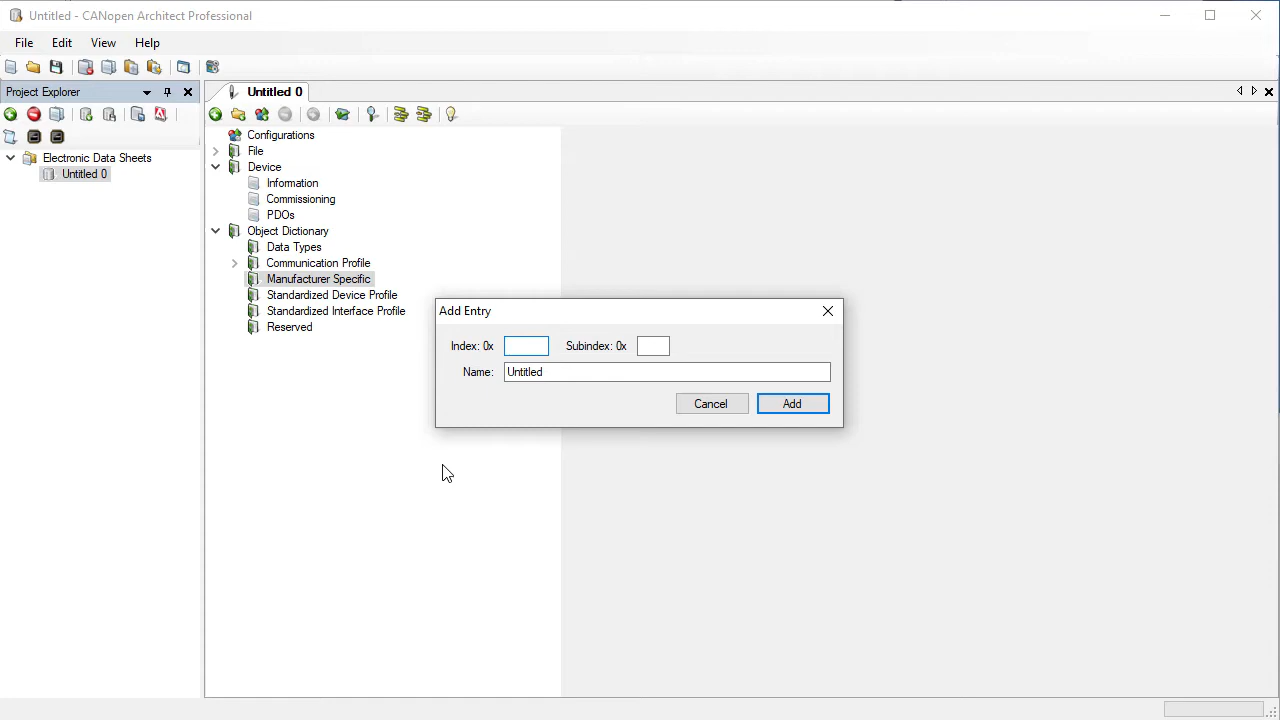 Untitled - CANopen Architect Professional
File Edit View Help
Project Explorer
Untitled 0
Electronic Data Sheets
Untitled 0
Configurations
File
Device
Information
Commissioning
PDOs
Object Dictionary
Data Types
Communication Profile
Manufacturer Specific
Standardized Device Profile
Standardized Interface Profile
Reserved
Add Entry
Index: 0x Subindex: 0x
Name: Untitled
Cancel Add